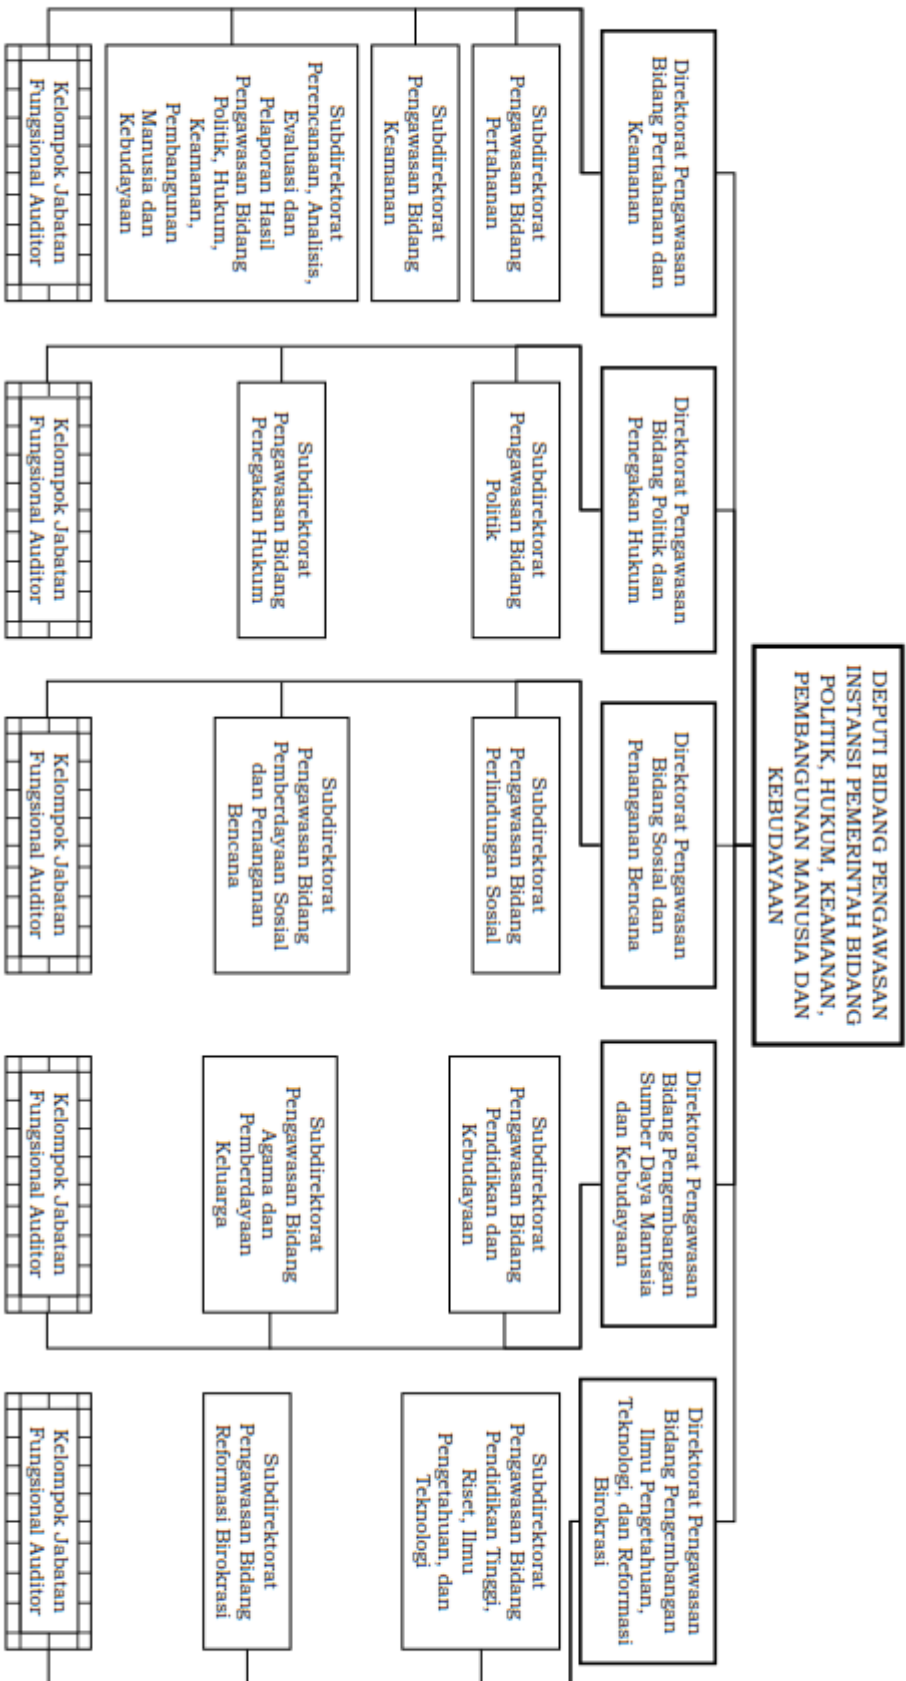 DEPUTI BIDANG PENGAWASAN
INSTANSI PEMERINTAH BIDANG
POLITIK, HUKUM, KEAMANAN,
PEMBANGUNAN MANUSIA DAN
KEBUDAYAAN
Direktorat Pengawasan
Bidang Pertahanan dan
Keamanan
Subdirektorat
Pengawasan Bidang
Pertahanan
Subdirektorat
Pengawasan Bidang
Keamanan
Subdirektorat
Perencanaan, Analisis,
Evaluasi dan
Pelaporan Hasil
Pengawasan Bidang
Politik, Hukum,
Keamanan,
Pembangunan
Manusia dan
Kebudayaan
Kelompok Jabatan
Fungsional Auditor
Direktorat Pengawasan
Bidang Politik dan
Penegakan Hukum
Subdirektorat
Pengawasan Bidang
Politik
Subdirektorat
Pengawasan Bidang
Penegakan Hukum
Kelompok Jabatan
Fungsional Auditor
Direktorat Pengawasan
Bidang Sosial dan
Penanganan Bencana
Subdirektorat
Pengawasan Bidang
Perlindungan Sosial
Subdirektorat
Pengawasan Bidang
Pemberdayaan Sosial
dan Penanganan
Bencana
Kelompok Jabatan
Fungsional Auditor
Direktorat Pengawasan
Bidang Pengembangan
Sumber Daya Manusia
dan Kebudayaan
Subdirektorat
Pengawasan Bidang
Pendidikan dan
Kebudayaan
Subdirektorat
Pengawasan Bidang
Agama dan
Pemberdayaan
Keluarga
Kelompok Jabatan
Fungsional Auditor
Direktorat Pengawasan
Bidang Pengembangan
Ilmu Pengetahuan,
Teknologi, dan Reformasi
Birokrasi
Subdirektorat
Pengawasan Bidang
Pendidikan Tinggi,
Riset, Ilmu
Pengetahuan, dan
Teknologi
Subdirektorat
Pengawasan Bidang
Reformasi Birokrasi
Kelompok Jabatan
Fungsional Auditor